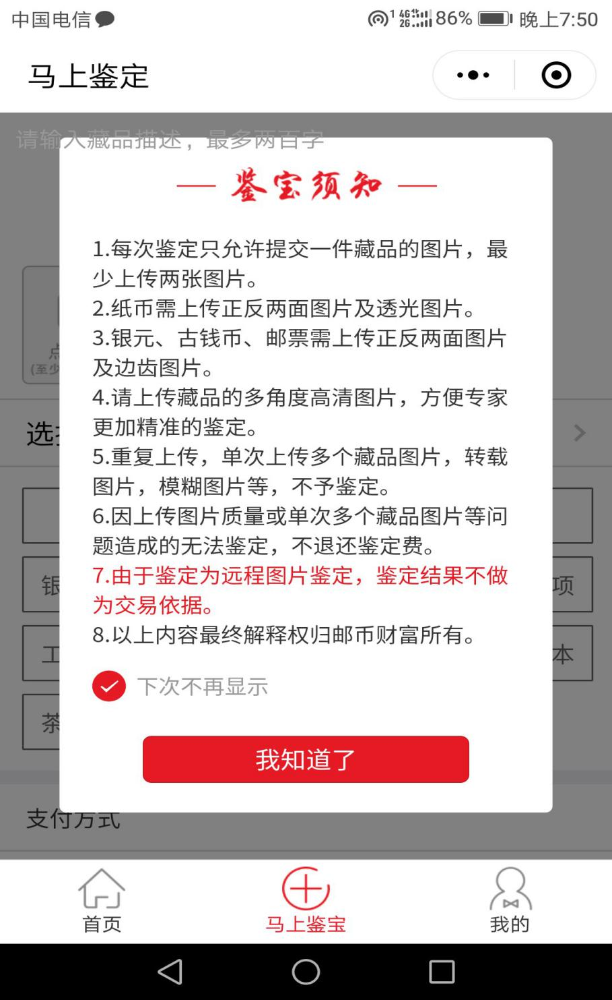 中国电信
1 4G 2G 86% 晚上7:50
马上鉴定
请输入藏品描述，最多两百字
鉴宝须知
1.每次鉴定只允许提交一件藏品的图片，最
少上传两张图片。
2.纸币需上传正反两面图片及透光图片。
3.银元、古钱币、邮票需上传正反两面图片
及边齿图片。
4.请上传藏品的多角度高清图片，方便专家
更加精准的鉴定。
5.重复上传，单次上传多个藏品图片，转载
图片，模糊图片等，不予鉴定。
6.因上传图片质量或单次多个藏品图片等问
题造成的无法鉴定，不退还鉴定费。
7.由于鉴定为远程图片鉴定，鉴定结果不做
为交易依据。
8.以上内容最终解释权归邮币财富所有。
下次不再显示
我知道了
点
(至少
选
银
项
工
本
茶
支付方式
首页
马上鉴宝
我的